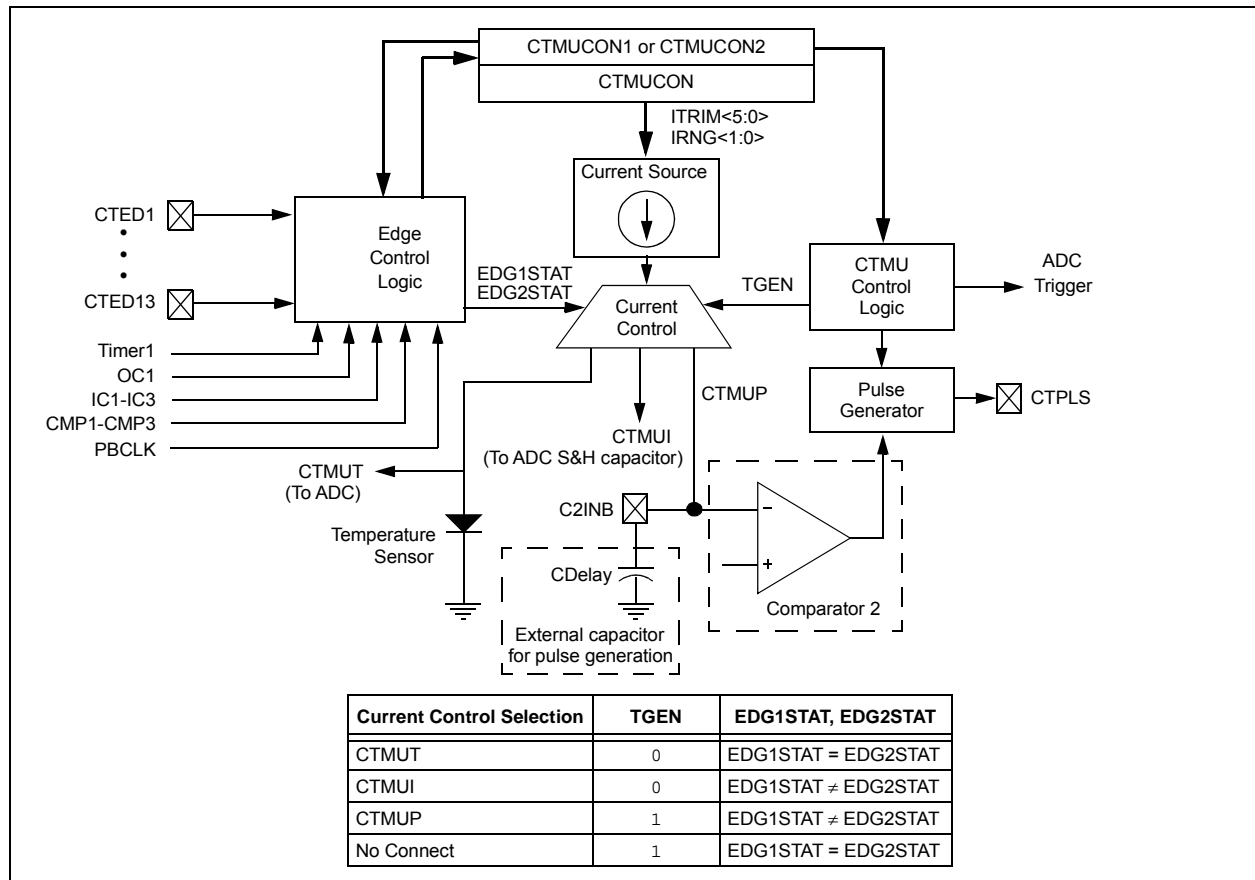 CTMUCON1 or CTMUCON2
CTMUCON
ITRIM<5:0>
IRNG<1:0>
Current Source
CTED1
CTED13
Edge
Control
Logic
EDG1STAT
EDG2STAT
Current
Control
TGEN
CTMU
Control
Logic
ADC
Trigger
Timer1
OC1
IC1-IC3
CMP1-CMP3
PBCLK
CTMUP
Pulse
Generator
CTPLS
CTMUI
(To ADC S&H capacitor)
CTMUT
(To ADC)
C2INB
Temperature
Sensor
CDelay
External capacitor
for pulse generation
–
+
Comparator 2
Current Control Selection TGEN EDG1STAT, EDG2STAT
CTMUT 0 EDG1STAT = EDG2STAT
CTMUI 0 EDG1STAT ≠ EDG2STAT
CTMUP 1 EDG1STAT ≠ EDG2STAT
No Connect 1 EDG1STAT = EDG2STAT